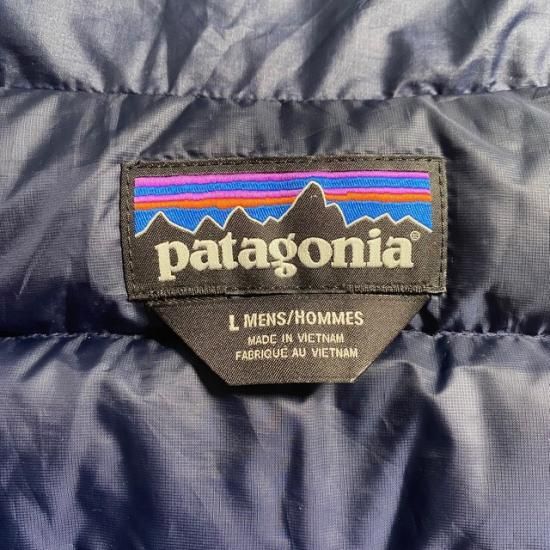 patagonia®
L MENS/HOMMES
MADE IN VIETNAM
FABRIQUÉ AU VIETNAM